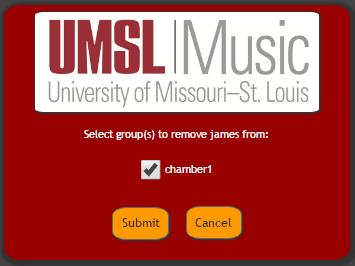 UMSL | Music
University of Missouri–St. Louis
Select group(s) to remove james from:
chamber1
Submit Cancel